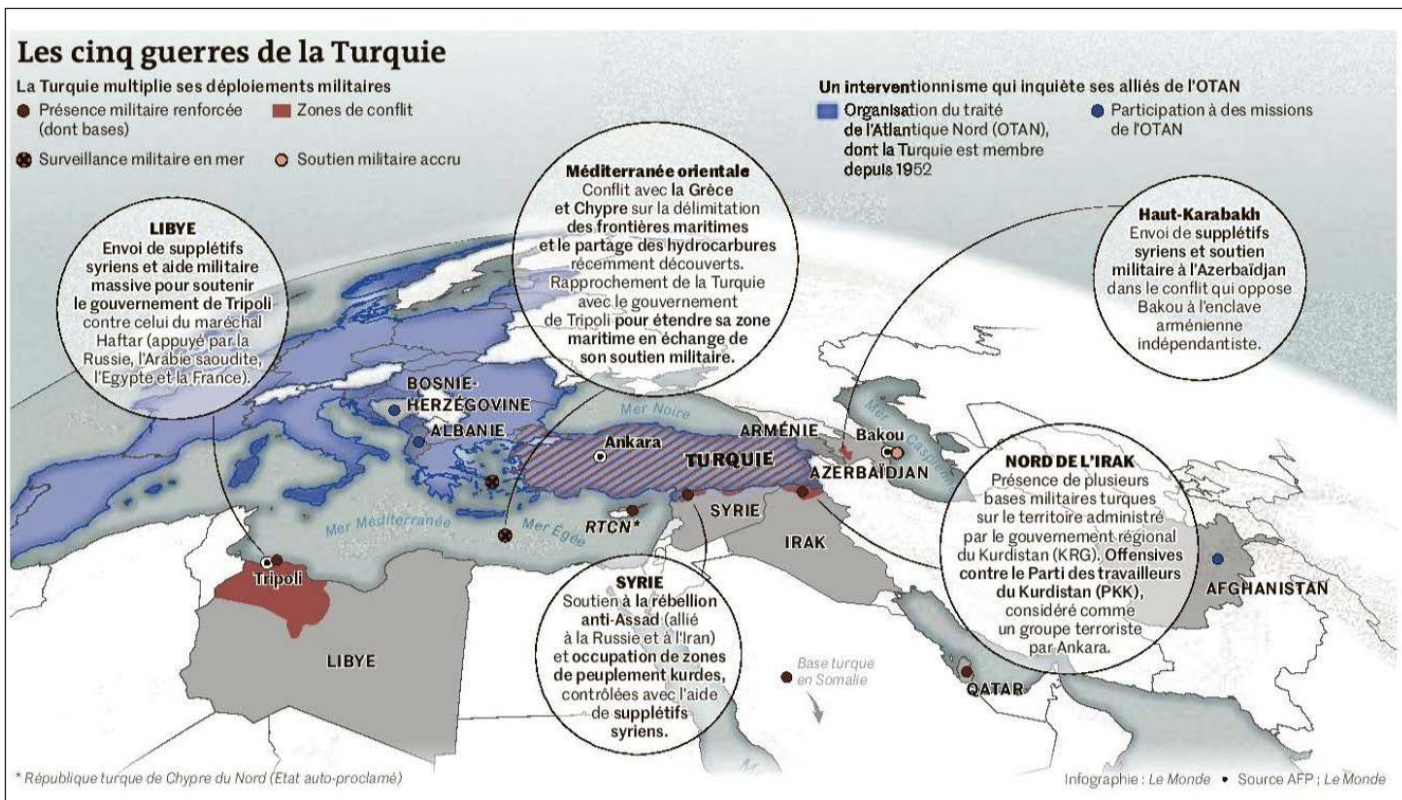 Les cinq guerres de la Turquie
La Turquie multiplie ses déploiements militaires
Présence militaire renforcée
(dont bases)
Zones de conflit
Surveillance militaire en mer
Soutien militaire accru
Un interventionnisme qui inquiète ses alliés de l'OTAN
Organisation du traité
de l'Atlantique Nord (OTAN),
dont la Turquie est membre
depuis 1952
Participation à des missions
de l'OTAN
LIBYE
Envoi de supplétifs
syriens et aide militaire
massive pour soutenir
le gouvernement de Tripoli
contre celui du maréchal
Haftar (appuyé par la
Russie, l'Arabie saoudite,
l'Egypte et la France).
Méditerranée orientale
Conflit avec la Grèce
et Chypre sur la délimitation
des frontières maritimes
et le partage des hydrocarbures
récemment découverts.
Rapprochement de la Turquie
avec le gouvernement
de Tripoli pour étendre sa zone
maritime en échange de
son soutien militaire.
Haut-Karabakh
Envoi de supplétifs
syriens et soutien
militaire à l'Azerbaïdjan
dans le conflit qui oppose
Bakou à l'enclave
arménienne
indépendantiste.
BOSNIE-
HERZÉGOVINE
ALBANIE
Mer Noire
Ankara
TURQUIE
ARMÉNIE
Bakou
Mer Caspienne
AZERBAÏDJAN
NORD DE L'IRAK
Présence de plusieurs
bases militaires turques
sur le territoire administré
par le gouvernement régional
du Kurdistan (KRG). Offensives
contre le Parti des travailleurs
du Kurdistan (PKK),
considéré comme
un groupe terroriste
par Ankara.
Mer Méditerranée
Mer Égée
RTCN*
SYRIE
IRAK
AFGHANISTAN
Tripoli
LIBYE
SYRIE
Soutien à la rébellion
anti-Assad (allié
à la Russie et à l'Iran)
et occupation de zones
de peuplement kurdes,
contrôlées avec l'aide
de supplétifs
syriens.
Base turque
en Somalie
QATAR
* République turque de Chypre du Nord (Etat auto-proclamé)
Infographie : Le Monde • Source AFP ; Le Monde